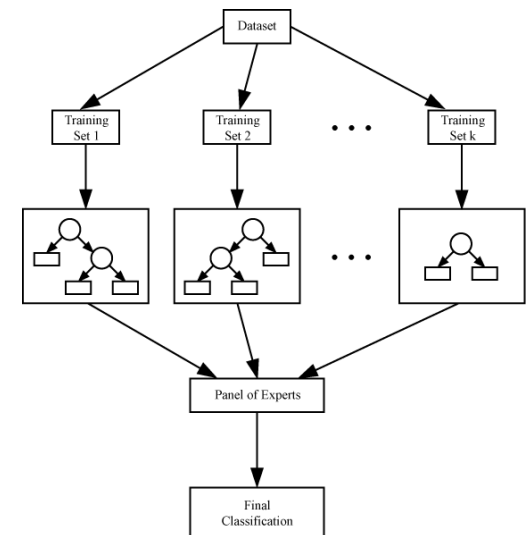 Dataset
Training
Set 1
Training
Set 2
Training
Set k
Panel of Experts
Final
Classification